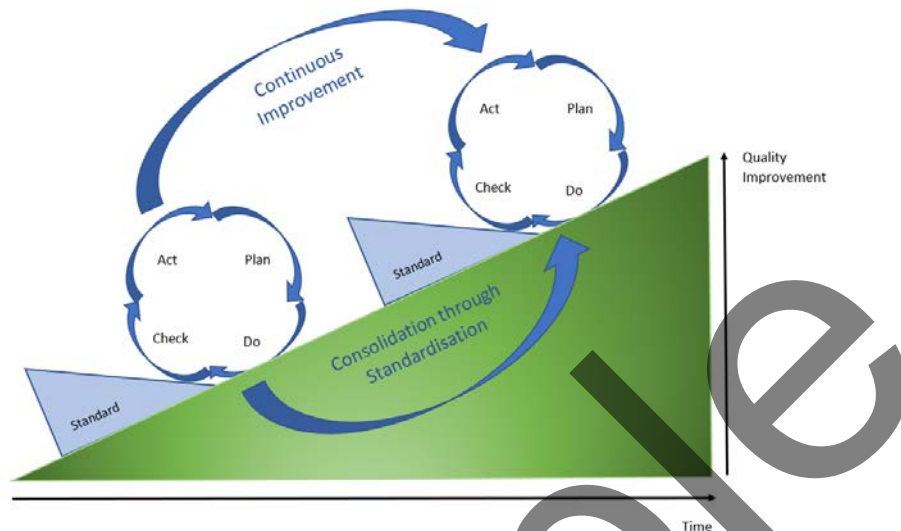 Continuous
Improvement
Act
Plan
Check
Do
Quality
Improvement
Standard
Act
Plan
Check
Do
Consolidation through
Standardisation
Standard
Time